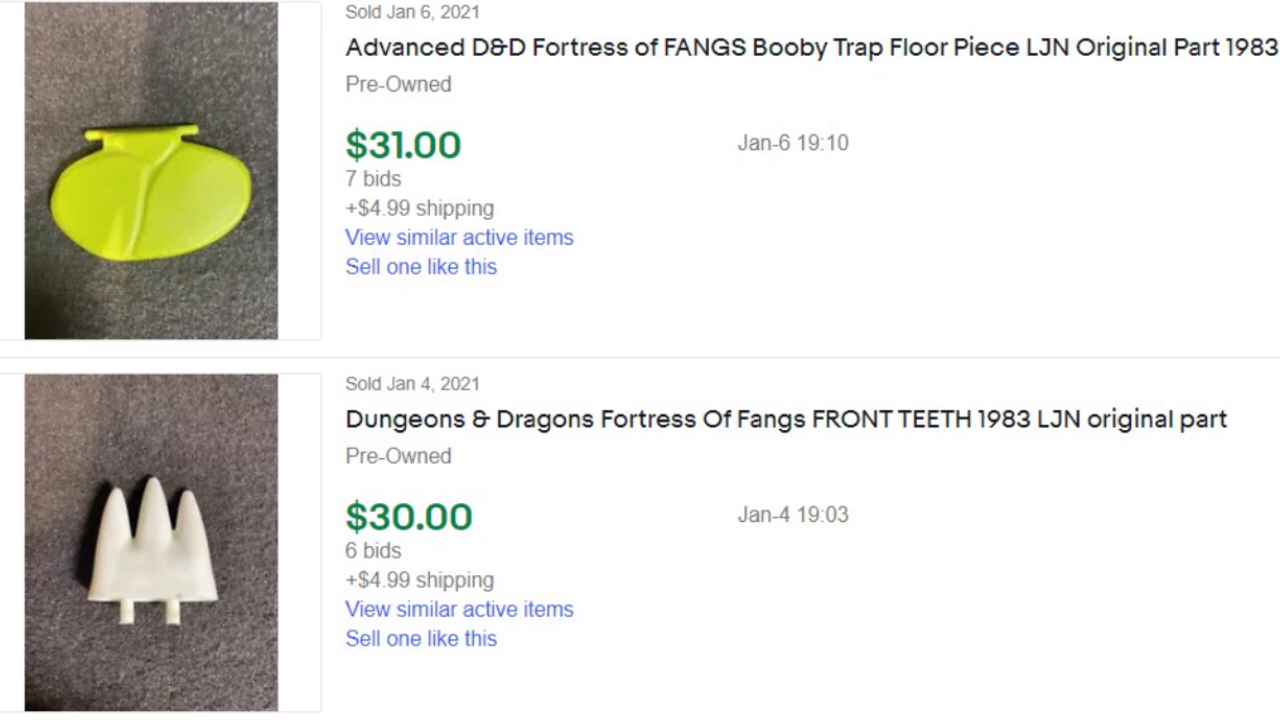 Sold Jan 6, 2021
Advanced D&D Fortress of FANGS Booby Trap Floor Piece LJN Original Part 1983
Pre-Owned
$31.00
Jan-6 19:10
7 bids
+$4.99 shipping
View similar active items
Sell one like this
Sold Jan 4, 2021
Dungeons & Dragons Fortress Of Fangs FRONT TEETH 1983 LJN original part
Pre-Owned
$30.00
Jan-4 19:03
6 bids
+$4.99 shipping
View similar active items
Sell one like this